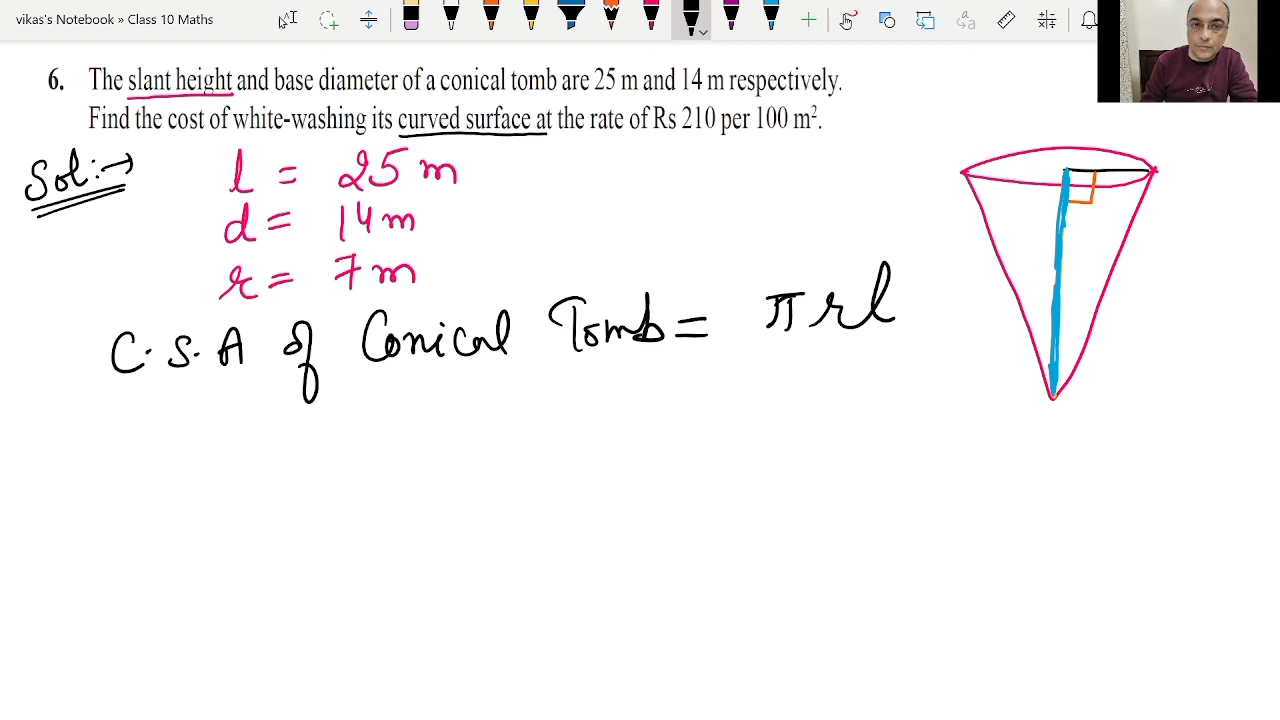 vikas's Notebook » Class 10 Maths
6. The slant height and base diameter of a conical tomb are 25 m and 14 m respectively.
Find the cost of white-washing its curved surface at the rate of Rs 210 per 100 m².
Sol:→
l = 25 m
d = 14 m
r = 7 m
C.S.A of Conical Tomb = πrl